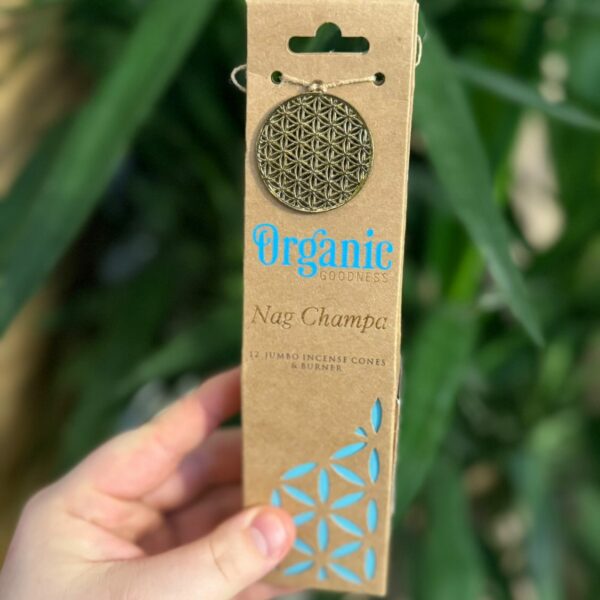 Organic
GOODNESS
Nag Champa
12 JUMBO INCENSE CONES
& BURNER